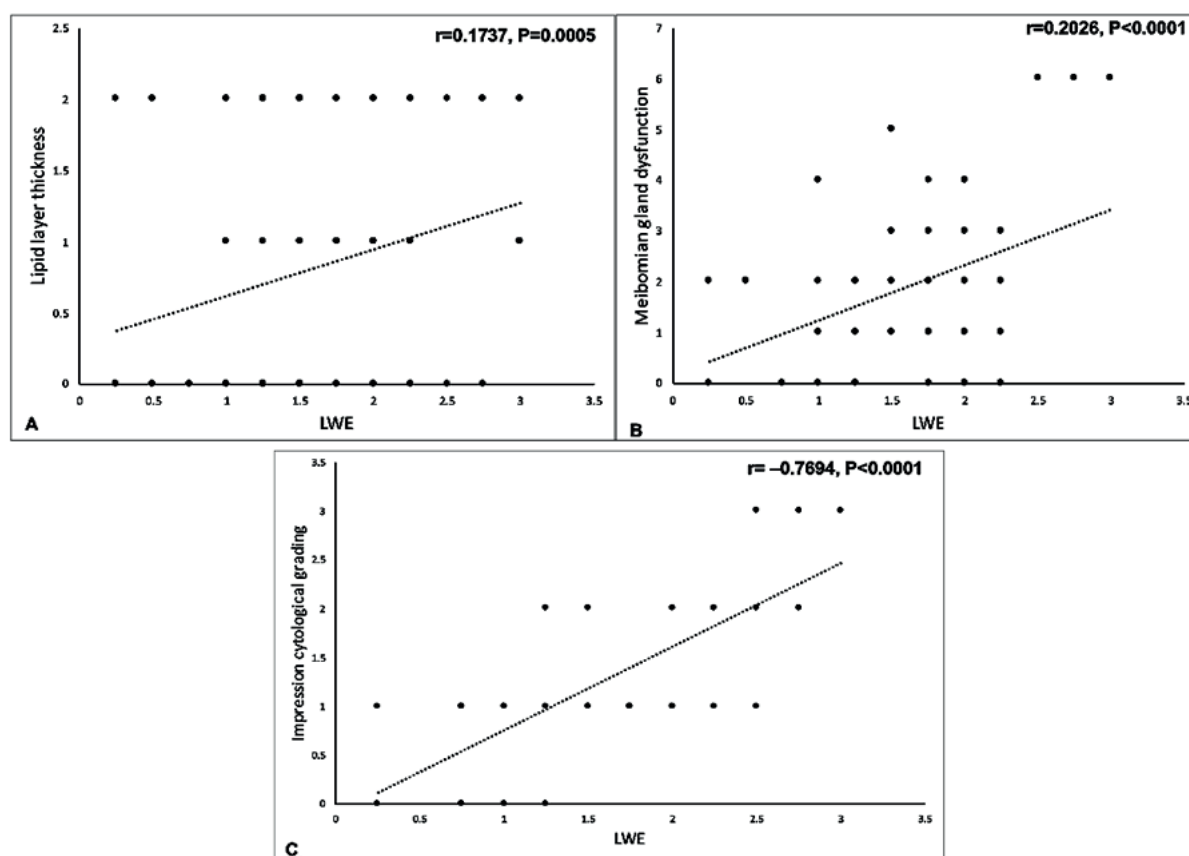 r=0.1737, P=0.0005
Lipid layer thickness
2.5
2
1.5
1
0.5
0
0 0.5 1 1.5 2 2.5 3 3.5
LWE
A
r=0.2026, P<0.0001
Meibomian gland dysfunction
7
6
5
4
3
2
1
0
0 0.5 1 1.5 2 2.5 3 3.5
LWE
B
r= –0.7694, P<0.0001
Impression cytological grading
3.5
3
2.5
2
1.5
1
0.5
0
0 0.5 1 1.5 2 2.5 3 3.5
LWE
C